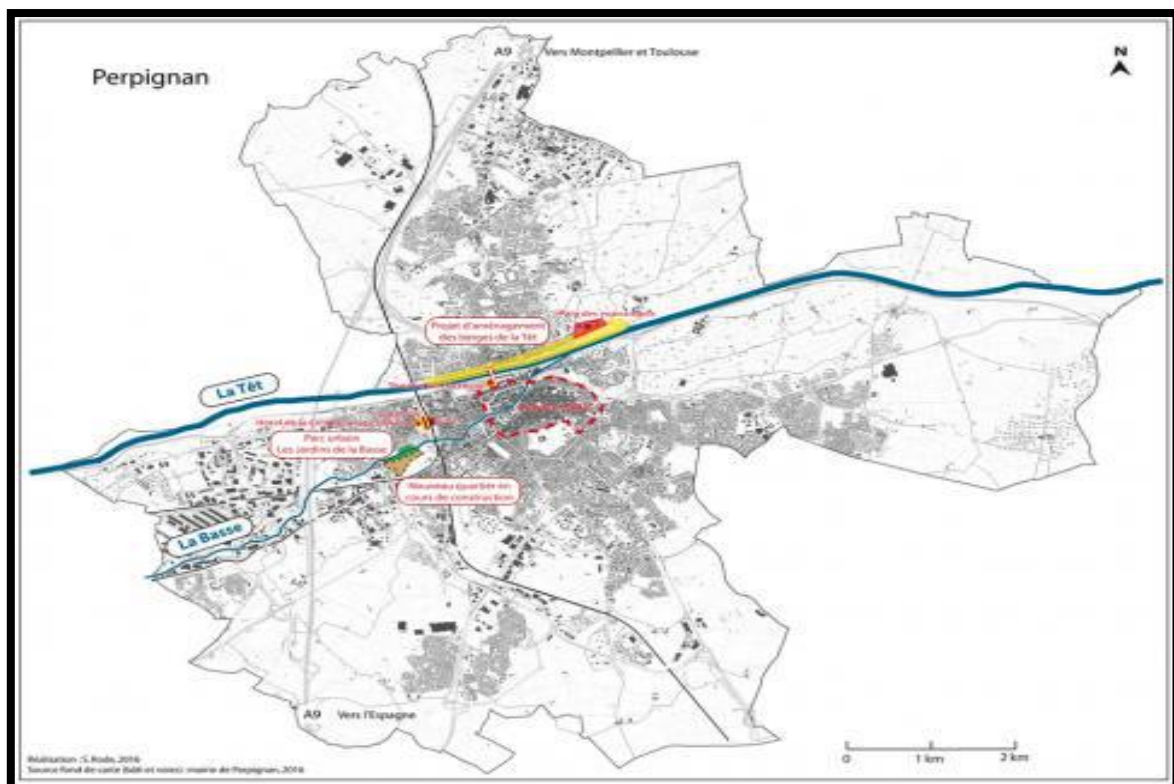 A9 Vers Montpellier et Toulouse
N
Perpignan
Projet d'aménagement
des berges de la Têt
La Têt
Parc urbain
Les Jardins de la Basse
Nouveau quartier en
cours de construction
La Basse
A9 Vers l'Espagne
Réalisation : S. Rode, 2016
Source fond de carte (bâti et voies) : mairie de Perpignan, 2016
0 1 km 2 km